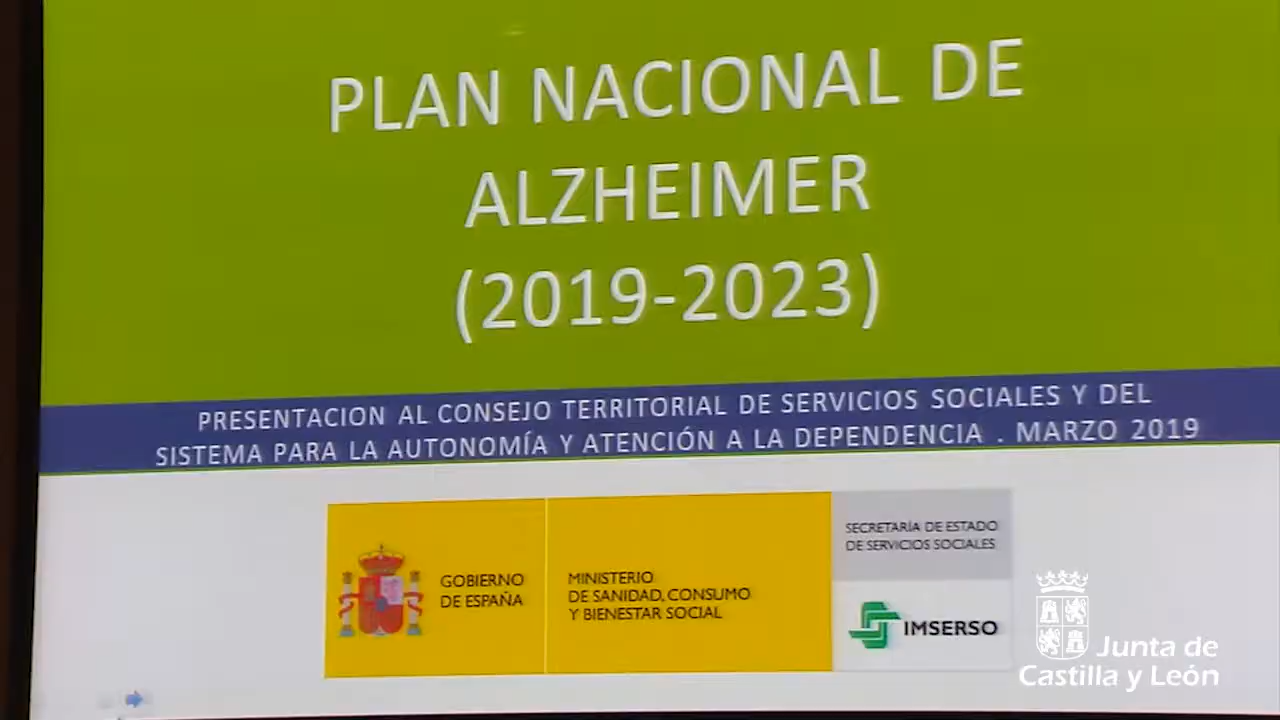 PLAN NACIONAL DE
ALZHEIMER
(2019-2023)
PRESENTACION AL CONSEJO TERRITORIAL DE SERVICIOS SOCIALES Y DEL
SISTEMA PARA LA AUTONOMÍA Y ATENCIÓN A LA DEPENDENCIA . MARZO 2019
GOBIERNO
DE ESPAÑA
MINISTERIO
DE SANIDAD, CONSUMO
Y BIENESTAR SOCIAL
SECRETARÍA DE ESTADO
DE SERVICIOS SOCIALES
IMSERSO
Junta de
Castilla y León